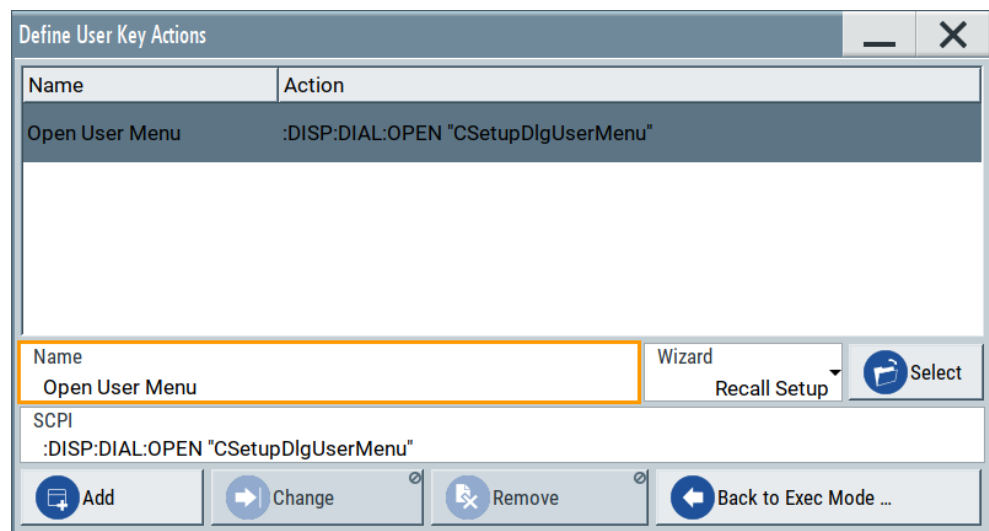 Define User Key Actions
Name Action
Open User Menu :DISP:DIAL:OPEN "CSetupDlgUserMenu"
Name Wizard
Open User Menu Recall Setup Select
SCPI
:DISP:DIAL:OPEN "CSetupDlgUserMenu"
Add Change Remove Back to Exec Mode ...